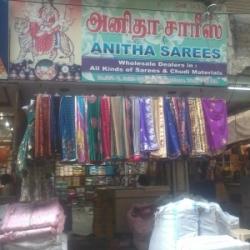 அனிதா சாரீஸ்
ANITHA SAREES
Wholesale Dealers in :
All Kinds of Sarees & Chudi Materials